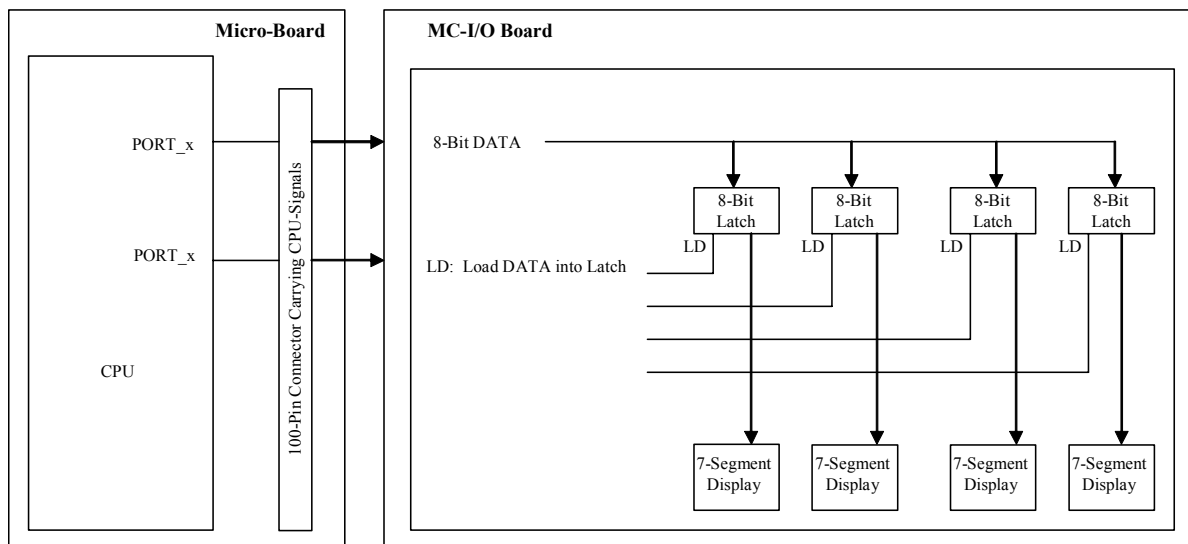 Micro-Board
MC-I/O Board
PORT_x
8-Bit DATA
8-Bit
Latch
8-Bit
Latch
8-Bit
Latch
8-Bit
Latch
LD
LD
LD
LD
PORT_x
LD: Load DATA into Latch
100-Pin Connector Carrying CPU-Signals
CPU
7-Segment
Display
7-Segment
Display
7-Segment
Display
7-Segment
Display